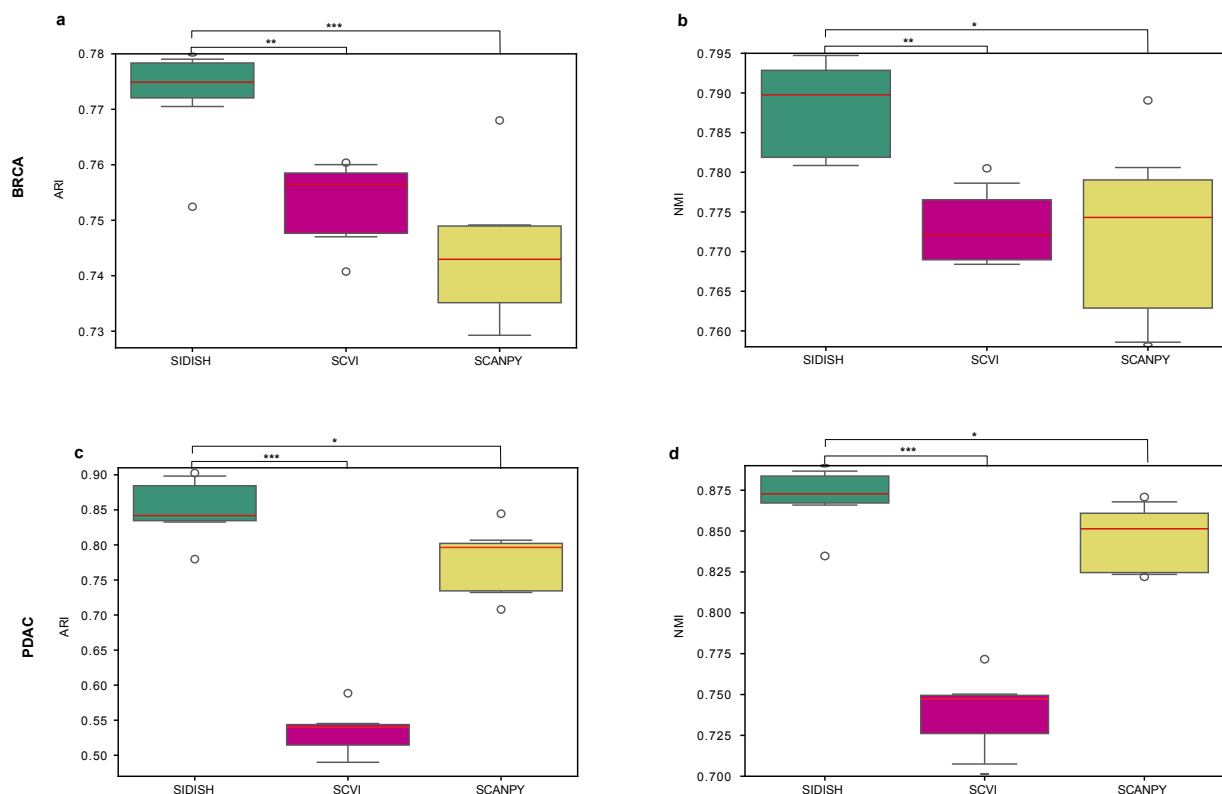 a
***
**
BRCA
ARI
0.78
0.77
0.76
0.75
0.74
0.73
SIDISH
SCVI
SCANPY
b
*
**
NMI
0.795
0.790
0.785
0.780
0.775
0.770
0.765
0.760
SIDISH
SCVI
SCANPY
c
*
***
PDAC
ARI
0.90
0.85
0.80
0.75
0.70
0.65
0.60
0.55
0.50
SIDISH
SCVI
SCANPY
d
*
***
NMI
0.875
0.850
0.825
0.800
0.775
0.750
0.725
0.700
SIDISH
SCVI
SCANPY